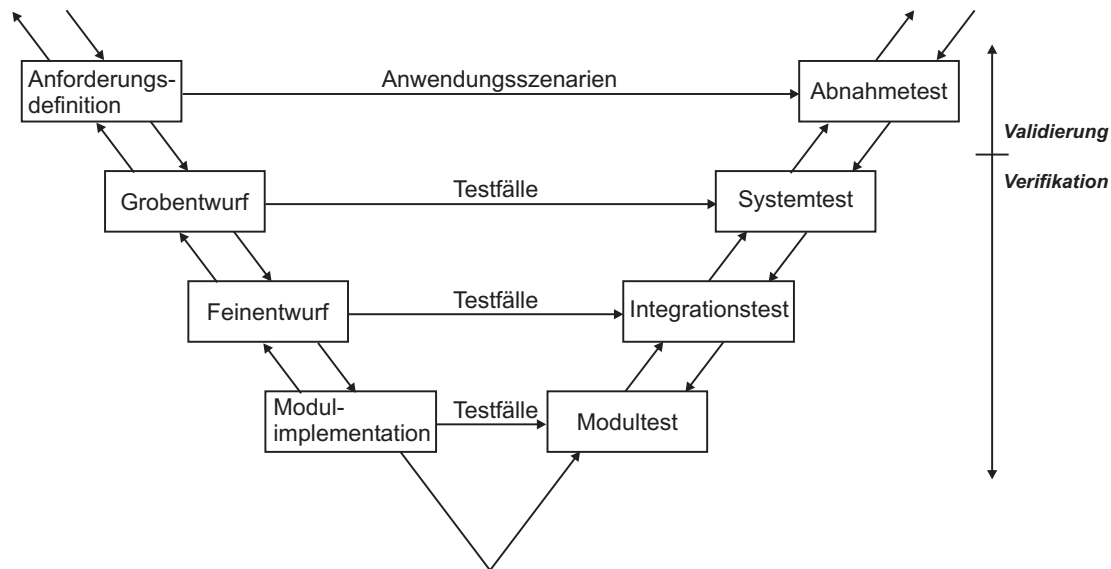 Anforderungs-
definition
Anwendungsszenarien
Abnahmetest
Validierung
Verifikation
Grobentwurf
Testfälle
Systemtest
Feinentwurf
Testfälle
Integrationstest
Modul-
implementation
Testfälle
Modultest